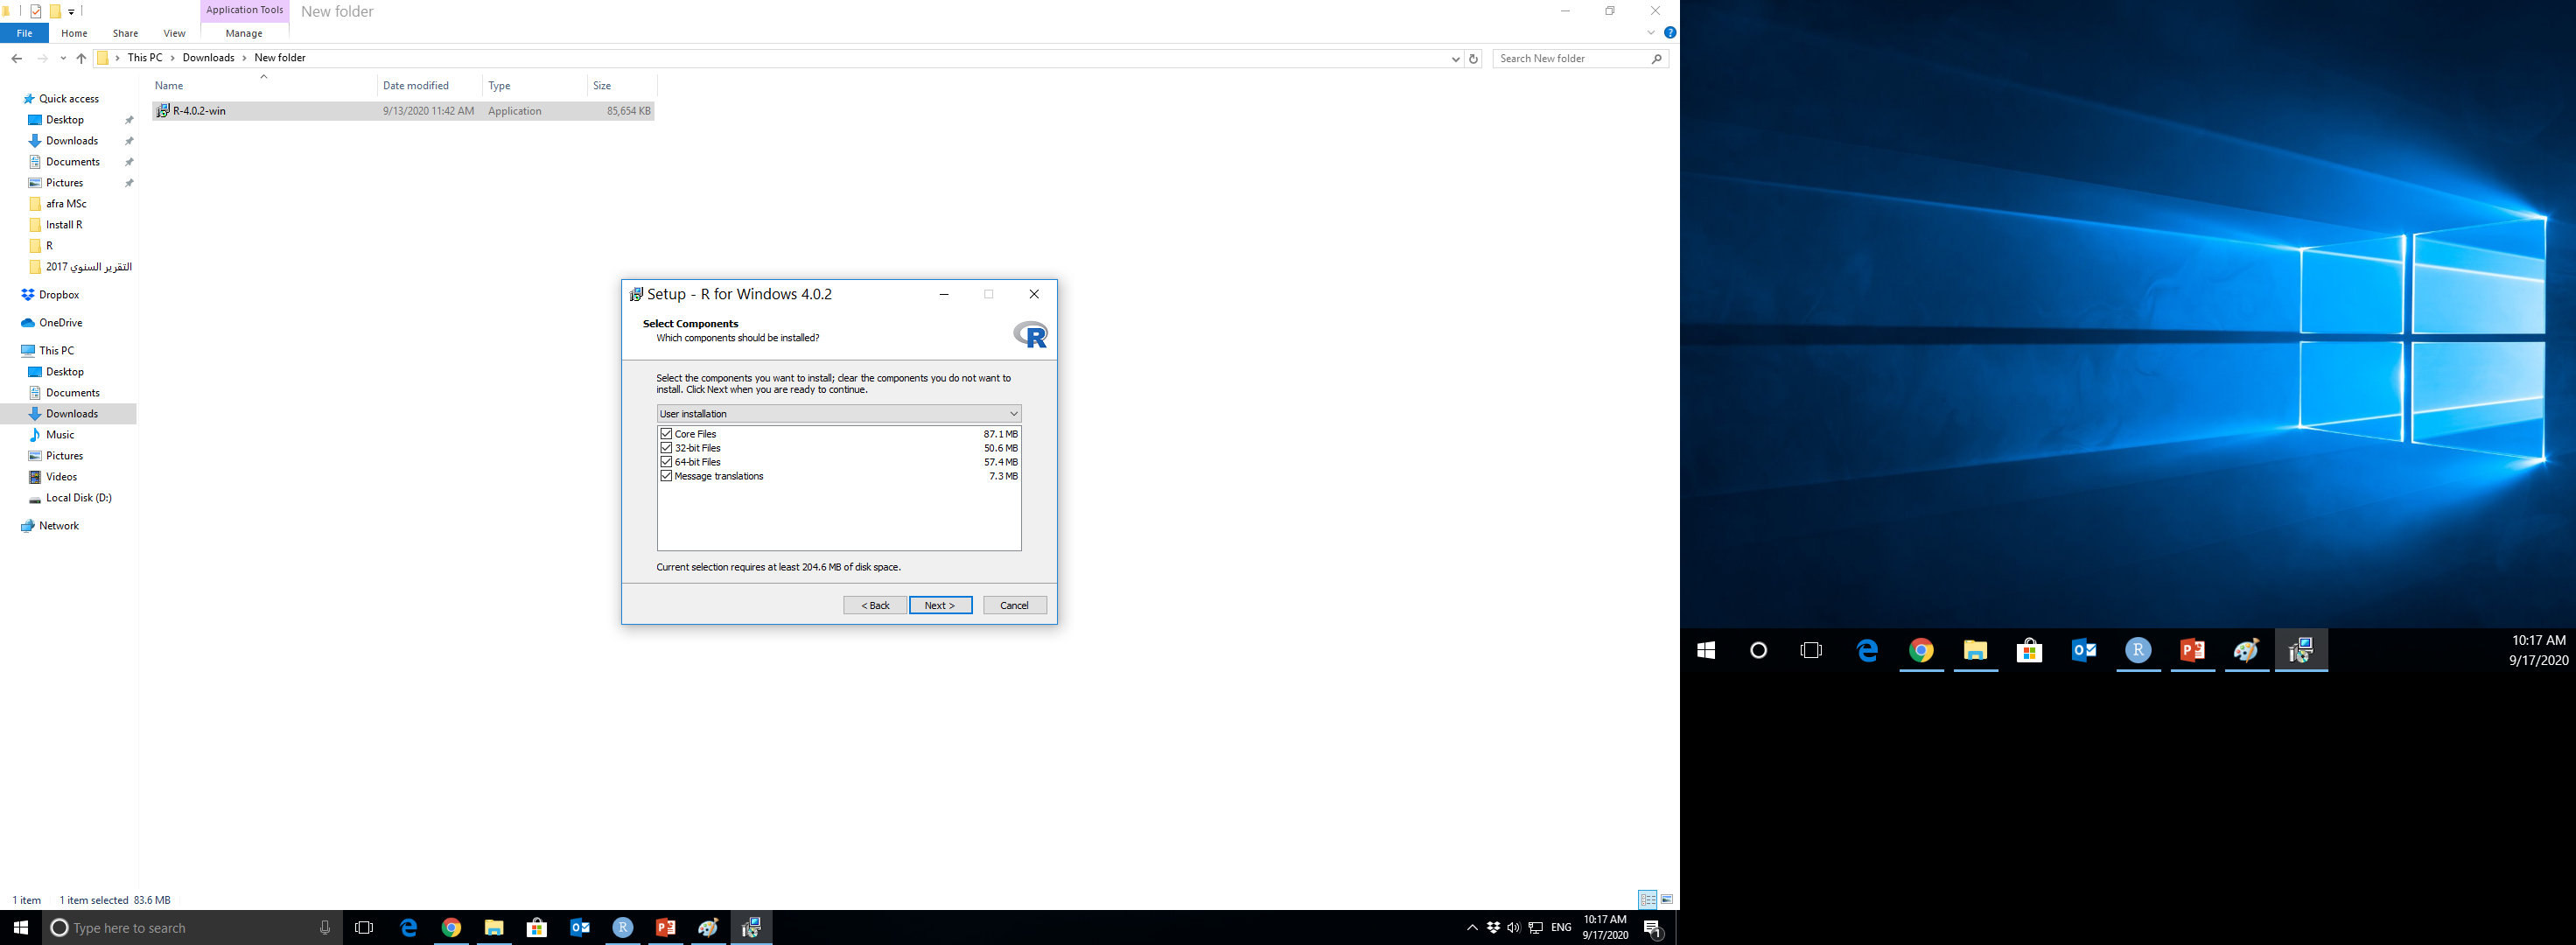 Application Tools
New folder
File
Home
Share
View
Manage
This PC
Downloads
New folder
Search New folder
Name
Date modified
Type
Size
R-4.0.2-win
9/13/2020 11:42 AM
Application
85,654 KB
Quick access
Desktop
Downloads
Documents
Pictures
afra MSc
Install R
R
التقرير السنوي 2017
Dropbox
OneDrive
This PC
Desktop
Documents
Downloads
Music
Pictures
Videos
Local Disk (D:)
Network
Setup - R for Windows 4.0.2
Select Components
Which components should be installed?
R
Select the components you want to install; clear the components you do not want to
install. Click Next when you are ready to continue.
User installation
Core Files 87.1 MB
32-bit Files 50.6 MB
64-bit Files 57.4 MB
Message translations 7.3 MB
Current selection requires at least 204.6 MB of disk space.
< Back
Next >
Cancel
1 item
1 item selected 83.6 MB
Type here to search
ENG
10:17 AM
9/17/2020
1
10:17 AM
9/17/2020